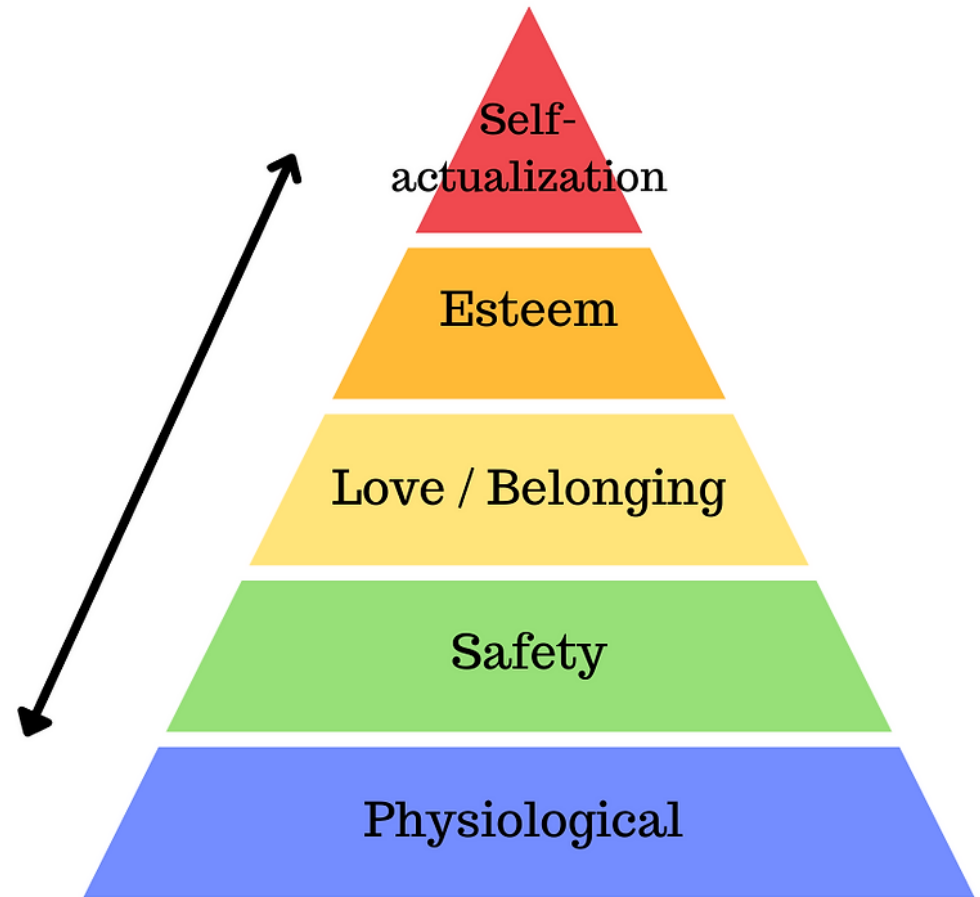 Self-
actualization
Esteem
Love / Belonging
Safety
Physiological